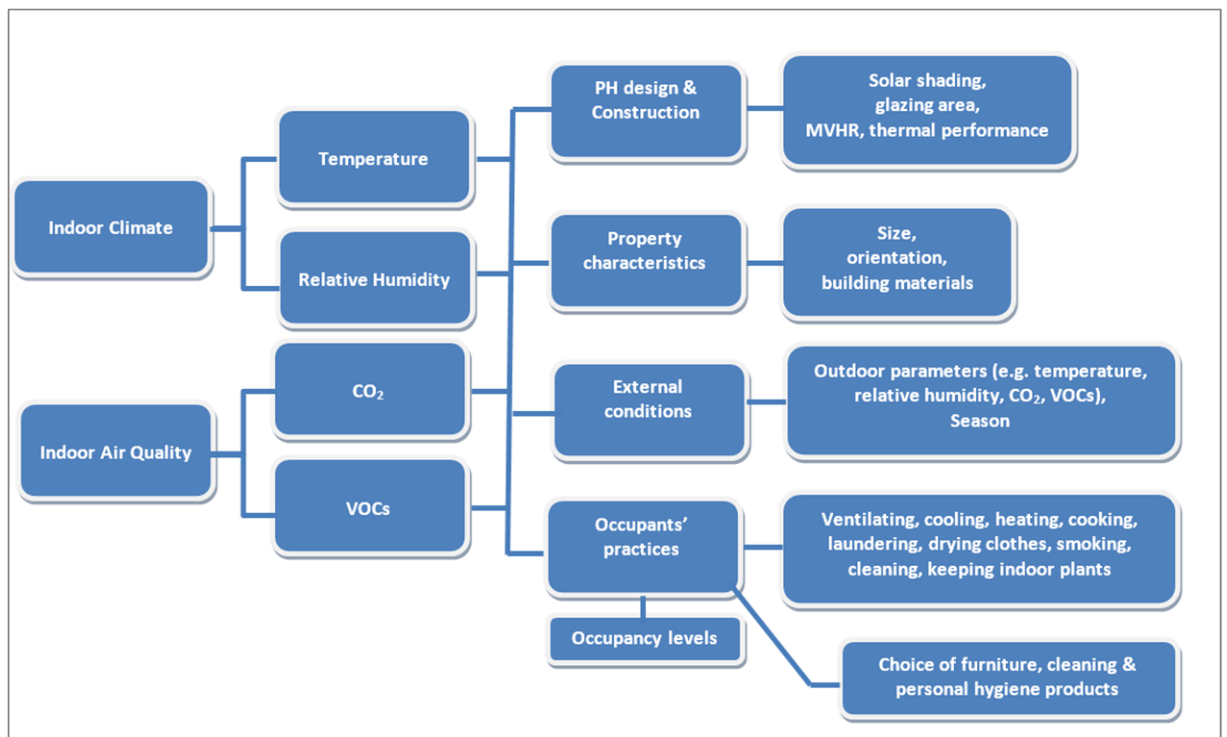 Indoor Climate
Indoor Air Quality
Temperature
Relative Humidity
CO₂
VOCs
PH design &
Construction
Solar shading,
glazing area,
MVHR, thermal performance
Property
characteristics
Size,
orientation,
building materials
External
conditions
Outdoor parameters (e.g. temperature,
relative humidity, CO₂, VOCs),
Season
Occupants’
practices
Ventilating, cooling, heating, cooking,
laundering, drying clothes, smoking,
cleaning, keeping indoor plants
Occupancy levels
Choice of furniture, cleaning &
personal hygiene products